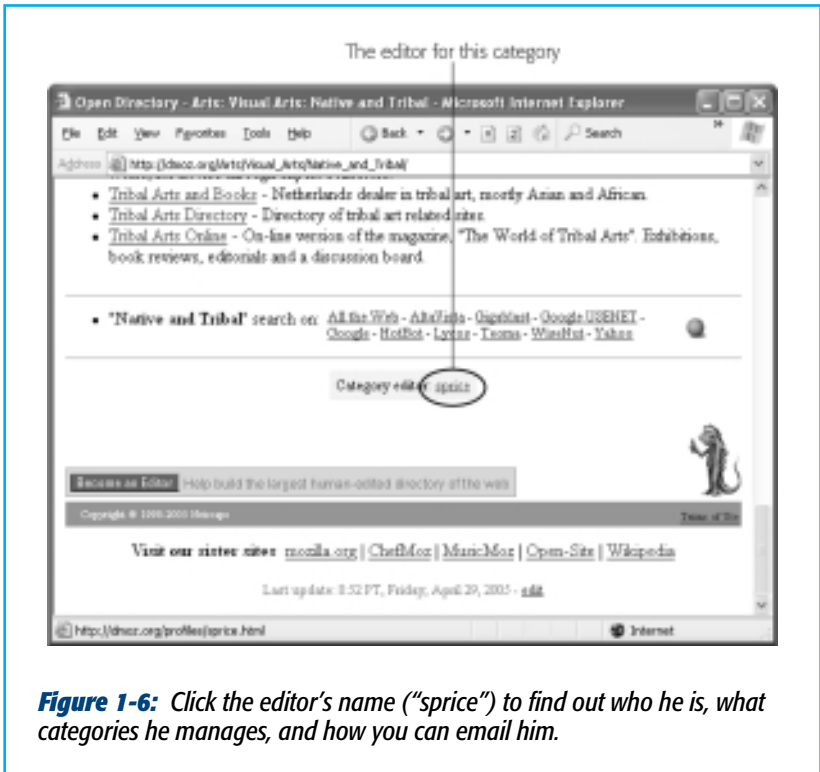 The editor for this category
Open Directory - Arts: Visual Arts: Native and Tribal - Microsoft Internet Explorer
File Edit View Favorites Tools Help Back Search
Address http://dmoz.org/Arts/Visual_Arts/Native_and_Tribal/
• Tribal Arts and Books - Netherlands dealer in tribal art, mostly Asian and African.
• Tribal Arts Directory - Directory of tribal art related sites.
• Tribal Arts Online - On-line version of the magazine, "The World of Tribal Arts". Exhibitions,
book reviews, editorials and a discussion board.
• "Native and Tribal" search on: All the Web - AltaVista - Gigablast - Google USENET -
Google - HotBot - Lycos - Teoma - WiseNut - Yahoo
Category editor: sprice
Become an Editor Help build the largest human-edited directory of the web
Copyright © 1998-2005 Netscape Terms of Use
Visit our sister sites mozilla.org | ChefMoz | MusicMoz | Open-Site | Wikipedia
Last update: 8:52 PT, Friday, April 29, 2005 - edit
http://dmoz.org/profiles/sprice.html Internet
Figure 1-6: Click the editor's name ("sprice") to find out who he is, what
categories he manages, and how you can email him.